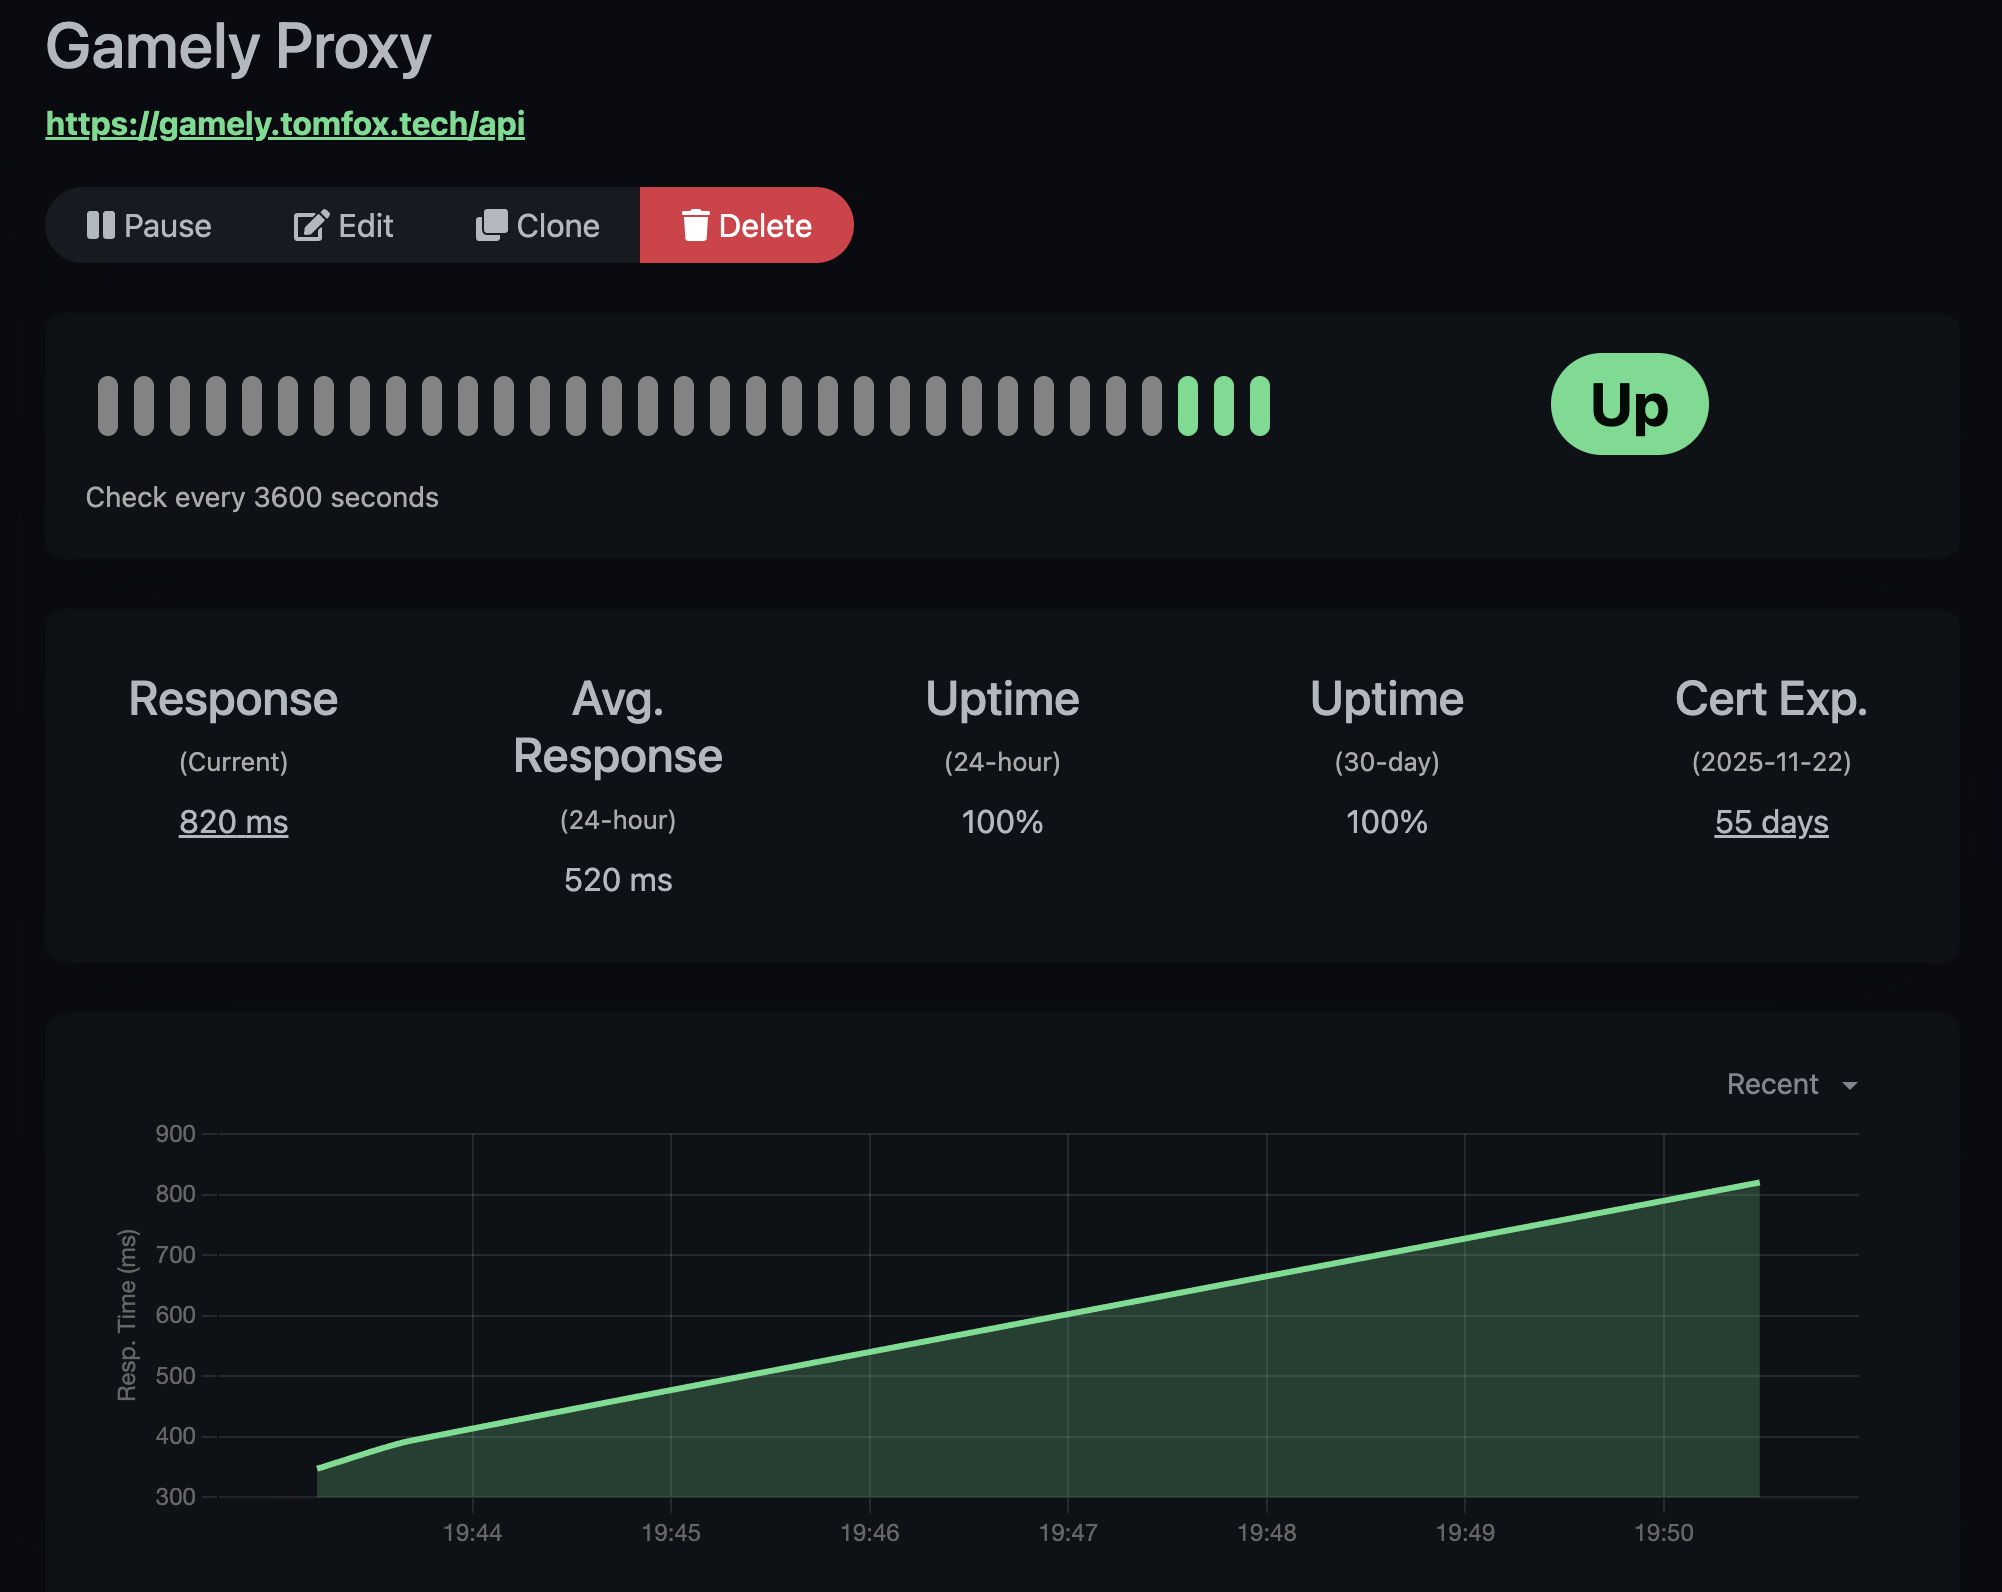 Gamely Proxy
https://gamely.tomfox.tech/api
Pause Edit Clone Delete
Up
Check every 3600 seconds
Response
(Current)
820 ms
Avg.
Response
(24-hour)
520 ms
Uptime
(24-hour)
100%
Uptime
(30-day)
100%
Cert Exp.
(2025-11-22)
55 days
Recent
Resp. Time (ms)
900
800
700
600
500
400
300
19:44 19:45 19:46 19:47 19:48 19:49 19:50